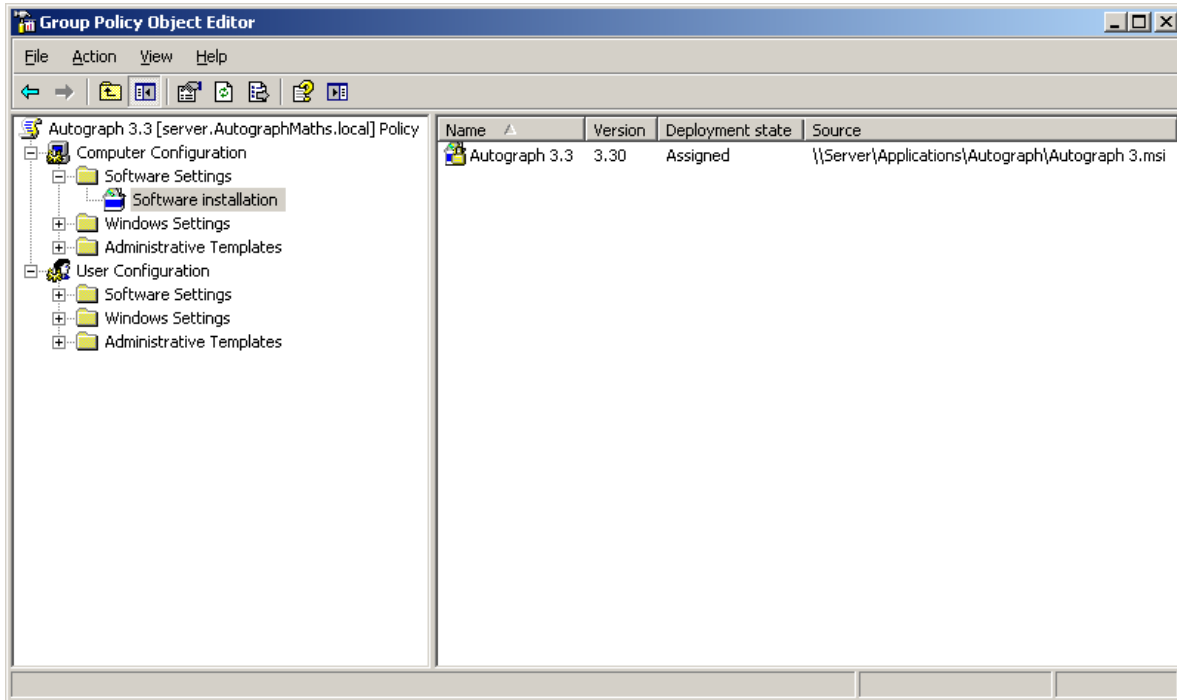 Group Policy Object Editor
File Action View Help
Autograph 3.3 [server.AutographMaths.local] Policy
Computer Configuration
Software Settings
Software installation
Windows Settings
Administrative Templates
User Configuration
Software Settings
Windows Settings
Administrative Templates
Name Version Deployment state Source
Autograph 3.3 3.30 Assigned \\Server\Applications\Autograph\Autograph 3.msi